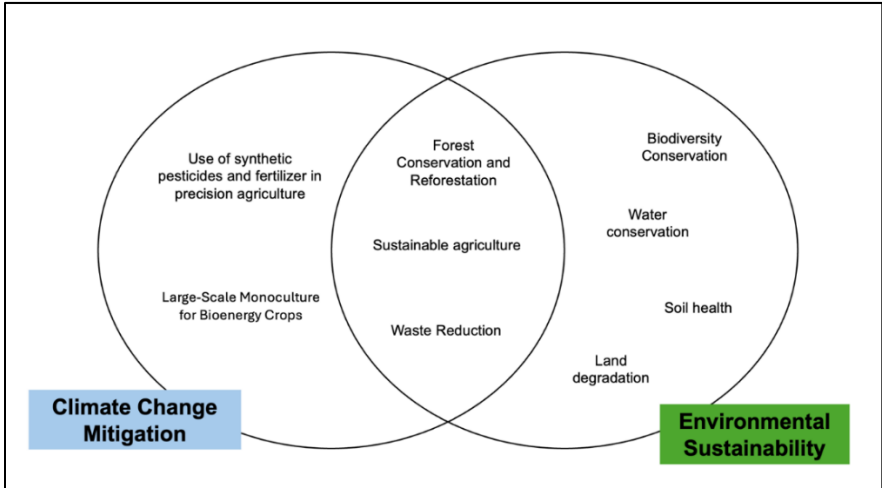 Use of synthetic
pesticides and fertilizer in
precision agriculture
Large-Scale Monoculture
for Bioenergy Crops
Climate Change
Mitigation
Forest
Conservation and
Reforestation
Sustainable agriculture
Waste Reduction
Biodiversity
Conservation
Water
conservation
Soil health
Land
degradation
Environmental
Sustainability